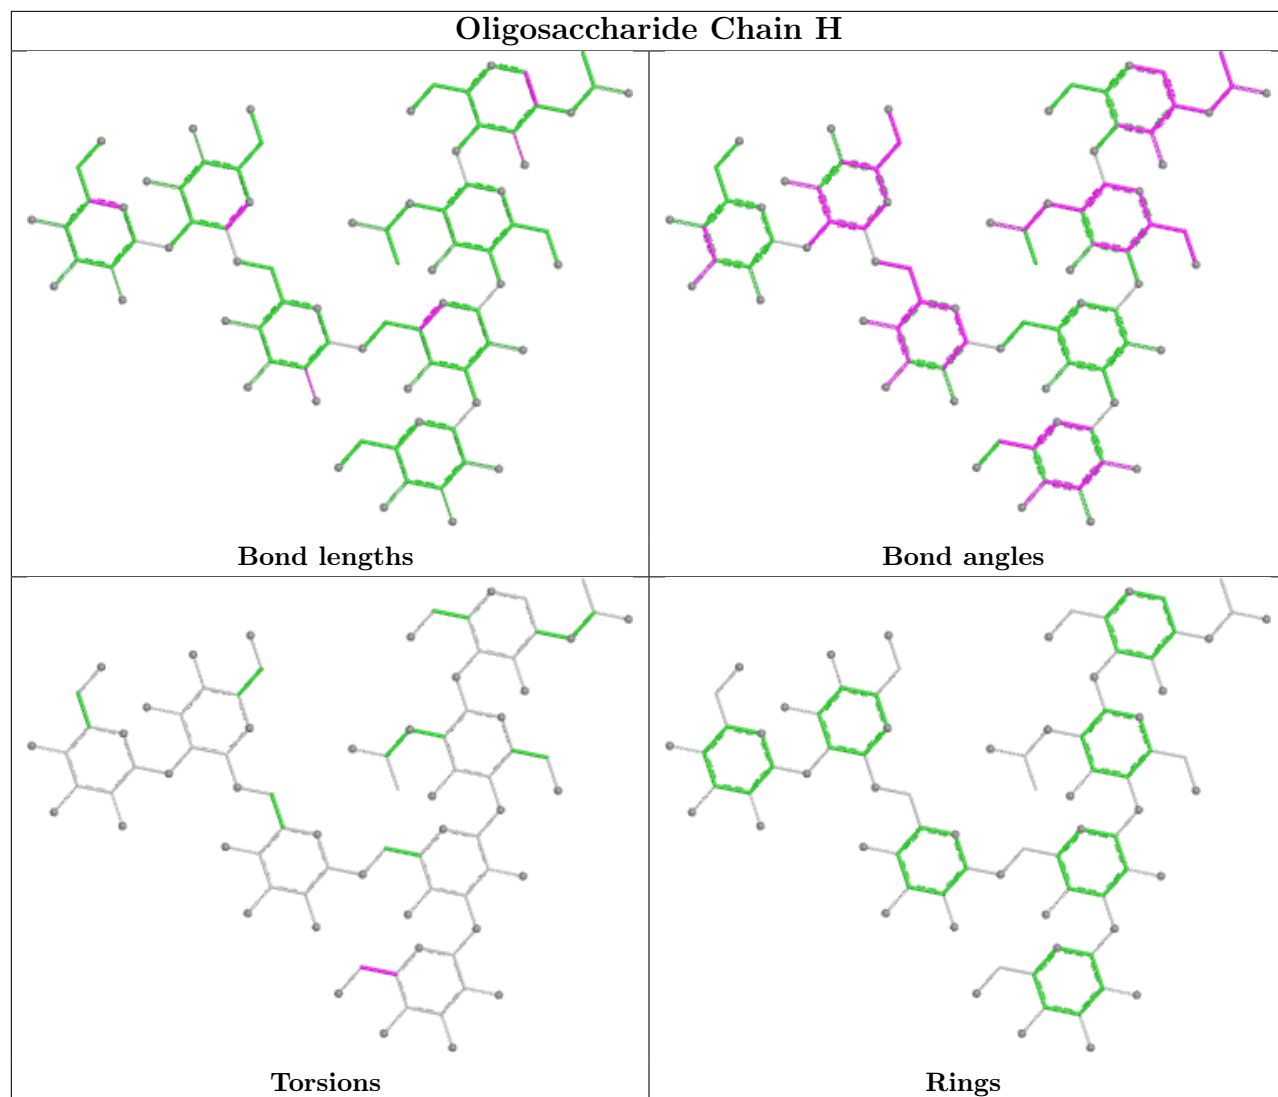 Oligosaccharide Chain H
Bond lengths
Bond angles
Torsions
Rings